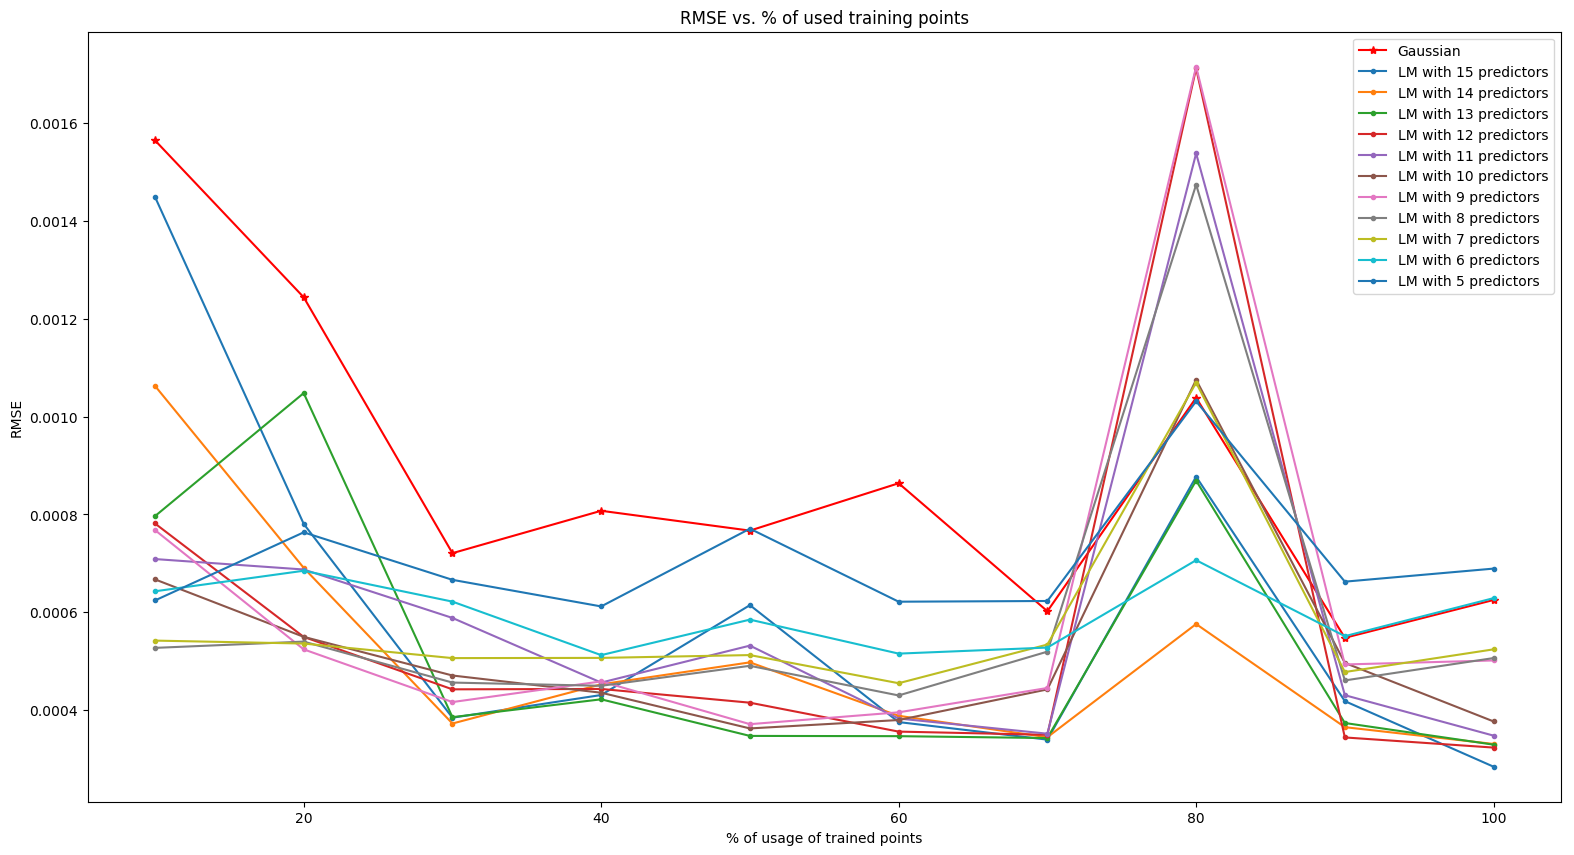 RMSE vs. % of used training points
RMSE
0.0016
0.0014
0.0012
0.0010
0.0008
0.0006
0.0004
20
40
60
80
100
% of usage of trained points
Gaussian
LM with 15 predictors
LM with 14 predictors
LM with 13 predictors
LM with 12 predictors
LM with 11 predictors
LM with 10 predictors
LM with 9 predictors
LM with 8 predictors
LM with 7 predictors
LM with 6 predictors
LM with 5 predictors